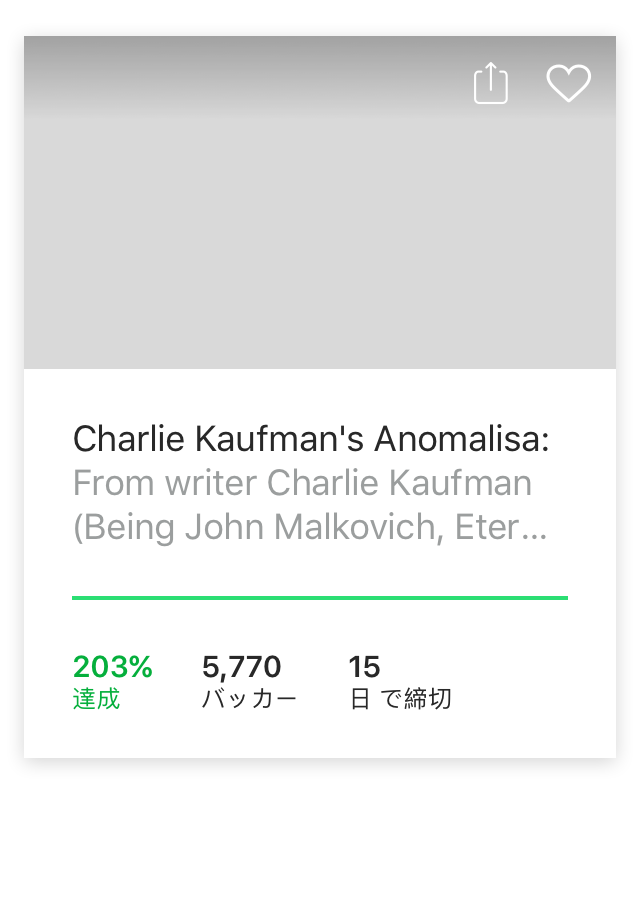 Charlie Kaufman's Anomalisa:
From writer Charlie Kaufman
(Being John Malkovich, Eter...
203% 5,770 15
達成 バッカー 日 で締切